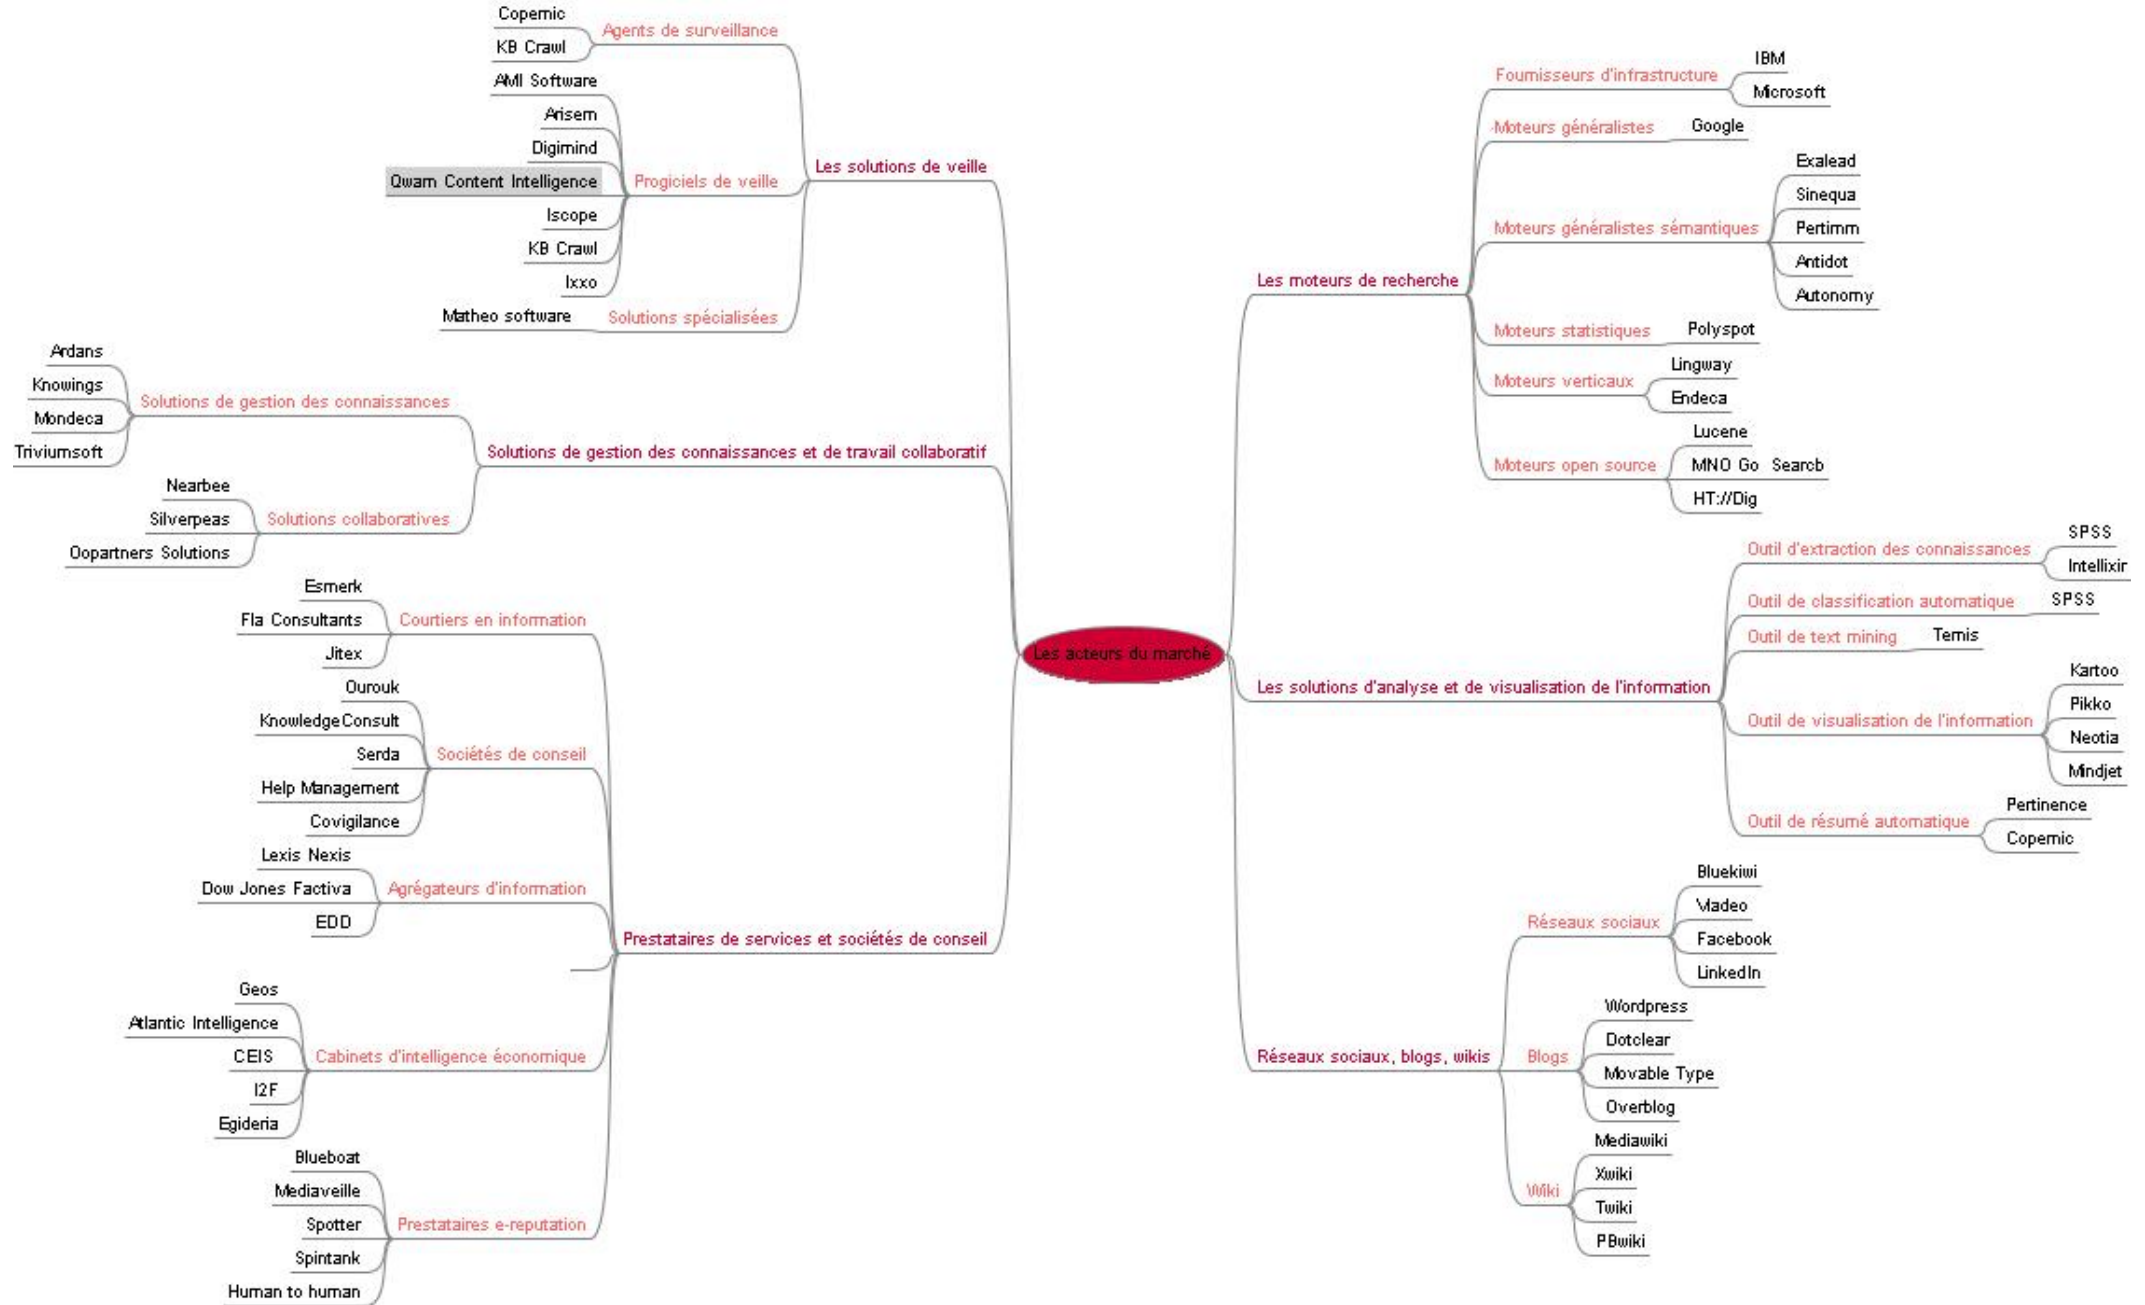 Les acteurs du marché
Les solutions de veille
Agents de surveillance
Copernic
KB Crawl
Progiciels de veille
AMI Software
Arisem
Digimind
Qwam Content Intelligence
Iscope
KB Crawl
Ixxo
Solutions spécialisées
Matheo software
Solutions de gestion des connaissances et de travail collaboratif
Solutions de gestion des connaissances
Ardans
Knowings
Mondeca
Triviumsoft
Solutions collaboratives
Nearbee
Silverpeas
Oopartners Solutions
Prestataires de services et sociétés de conseil
Courtiers en information
Esmerk
Fla Consultants
Jitex
Sociétés de conseil
Ourouk
KnowledgeConsult
Serda
Help Management
Covigilance
Agrégateurs d'information
Lexis Nexis
Dow Jones Factiva
EDD
Cabinets d'intelligence économique
Geos
Atlantic Intelligence
CEIS
I2F
Egideria
Prestataires e-reputation
Blueboat
Mediaveille
Spotter
Spintank
Human to human
Les moteurs de recherche
Fournisseurs d'infrastructure
IBM
Microsoft
Moteurs généralistes
Google
Moteurs généralistes sémantiques
Exalead
Sinequa
Pertimm
Antidot
Autonomy
Moteurs statistiques
Polyspot
Moteurs verticaux
Lingway
Endeca
Moteurs open source
Lucene
MNO Go Searcb
HT://Dig
Les solutions d'analyse et de visualisation de l'information
Outil d'extraction des connaissances
SPSS
Intellixir
Outil de classification automatique
SPSS
Outil de text mining
Temis
Outil de visualisation de l'information
Kartoo
Pikko
Neotia
Mindjet
Outil de résumé automatique
Pertinence
Copernic
Réseaux sociaux, blogs, wikis
Réseaux sociaux
Bluekiwi
Viadeo
Facebook
LinkedIn
Blogs
Wordpress
Dotclear
Movable Type
Overblog
Wiki
Mediawiki
Xwiki
Twiki
PBwiki